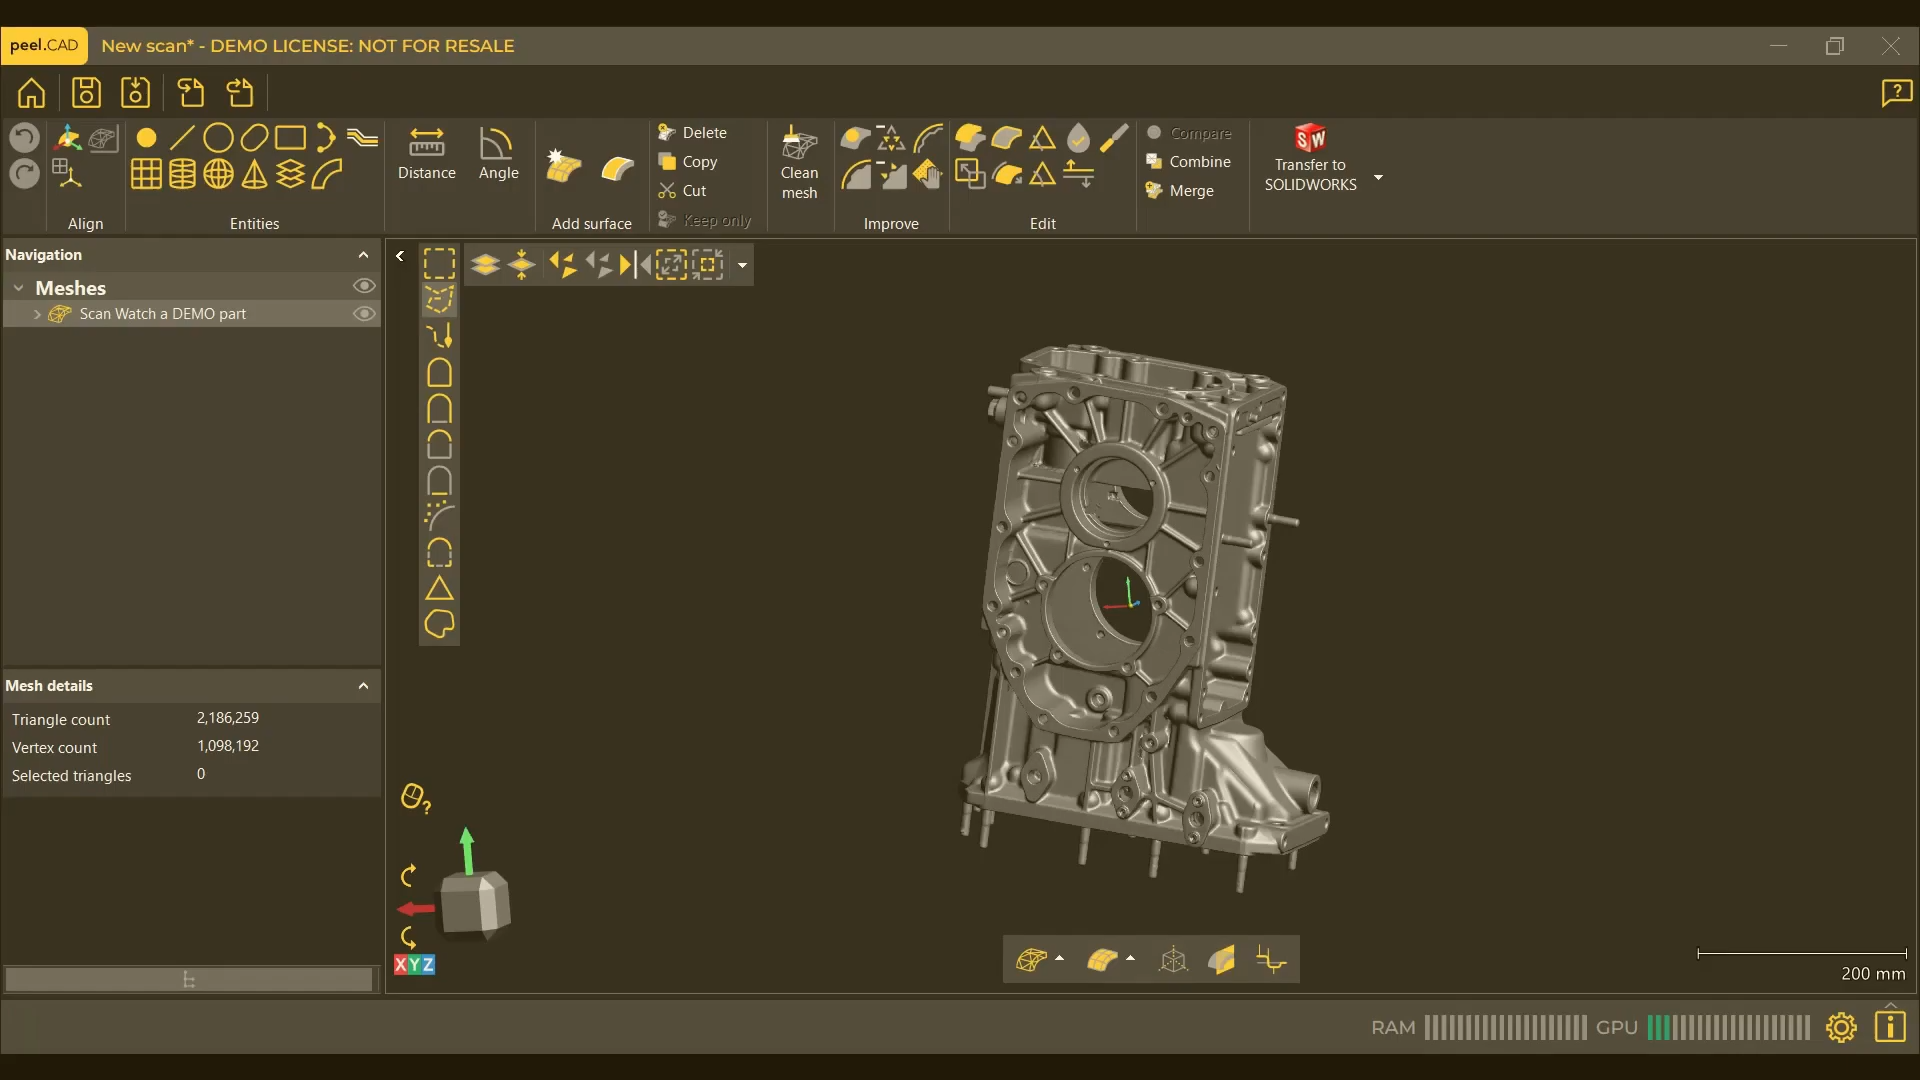 peel.CAD New scan* - DEMO LICENSE: NOT FOR RESALE
Align
Entities
Distance
Angle
Add surface
Delete
Copy
Cut
Keep only
Clean
mesh
Improve
Edit
Compare
Combine
Merge
SW
Transfer to
SOLIDWORKS
Navigation
Meshes
Scan Watch a DEMO part
Mesh details
Triangle count 2,186,259
Vertex count 1,098,192
Selected triangles 0
XYZ
200 mm
RAM GPU